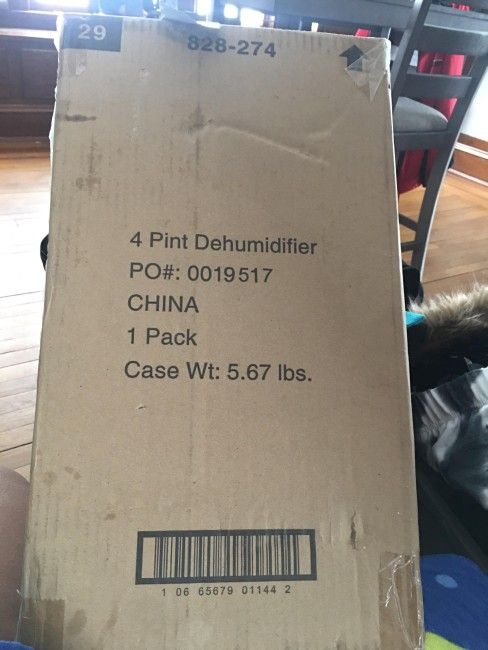 29
828-274
4 Pint Dehumidifier
PO#: 0019517
CHINA
1 Pack
Case Wt: 5.67 lbs.
1 06 65679 01144 2